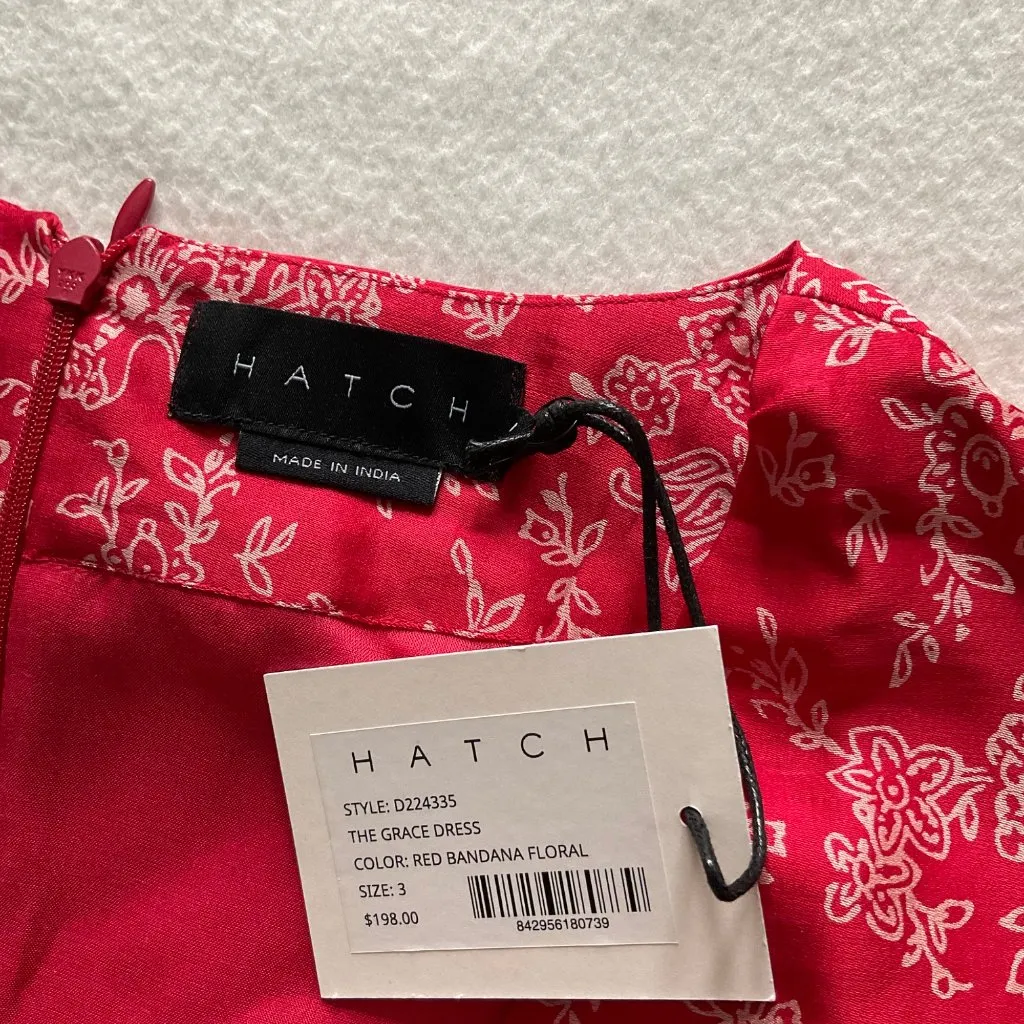 HATCH
MADE IN INDIA
HATCH
STYLE: D224335
THE GRACE DRESS
COLOR: RED BANDANA FLORAL
SIZE: 3
$198.00
842956180739